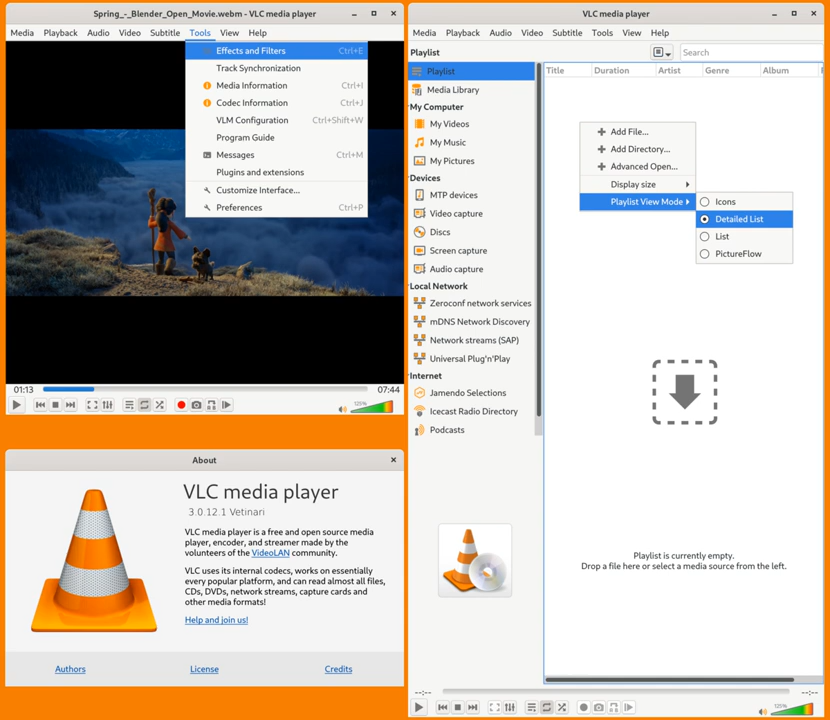 Spring_-_Blender_Open_Movie.webm - VLC media player
Media Playback Audio Video Subtitle Tools View Help
Effects and Filters Ctrl+E
Track Synchronization
Media Information Ctrl+I
Codec Information Ctrl+J
VLM Configuration Ctrl+Shift+W
Program Guide
Messages Ctrl+M
Plugins and extensions
Customize Interface...
Preferences Ctrl+P
01:13 07:44
125%
About
VLC media player
3.0.12.1 Vetinari
VLC media player is a free and open source media
player, encoder, and streamer made by the
volunteers of the VideoLAN community.
VLC uses its internal codecs, works on essentially
every popular platform, and can read almost all files,
CDs, DVDs, network streams, capture cards and
other media formats!
Help and join us!
Authors License Credits
VLC media player
Media Playback Audio Video Subtitle Tools View Help
Playlist
Search
Playlist
Media Library
My Computer
My Videos
My Music
My Pictures
Devices
MTP devices
Video capture
Discs
Screen capture
Audio capture
Local Network
Zeroconf network services
mDNS Network Discovery
Network streams (SAP)
Universal Plug'n'Play
Internet
Jamendo Selections
Icecast Radio Directory
Podcasts
Title Duration Artist Genre Album
Add File...
Add Directory...
Advanced Open...
Display size
Playlist View Mode
Icons
Detailed List
List
PictureFlow
Playlist is currently empty.
Drop a file here or select a media source from the left.
--:-- --:--
125%